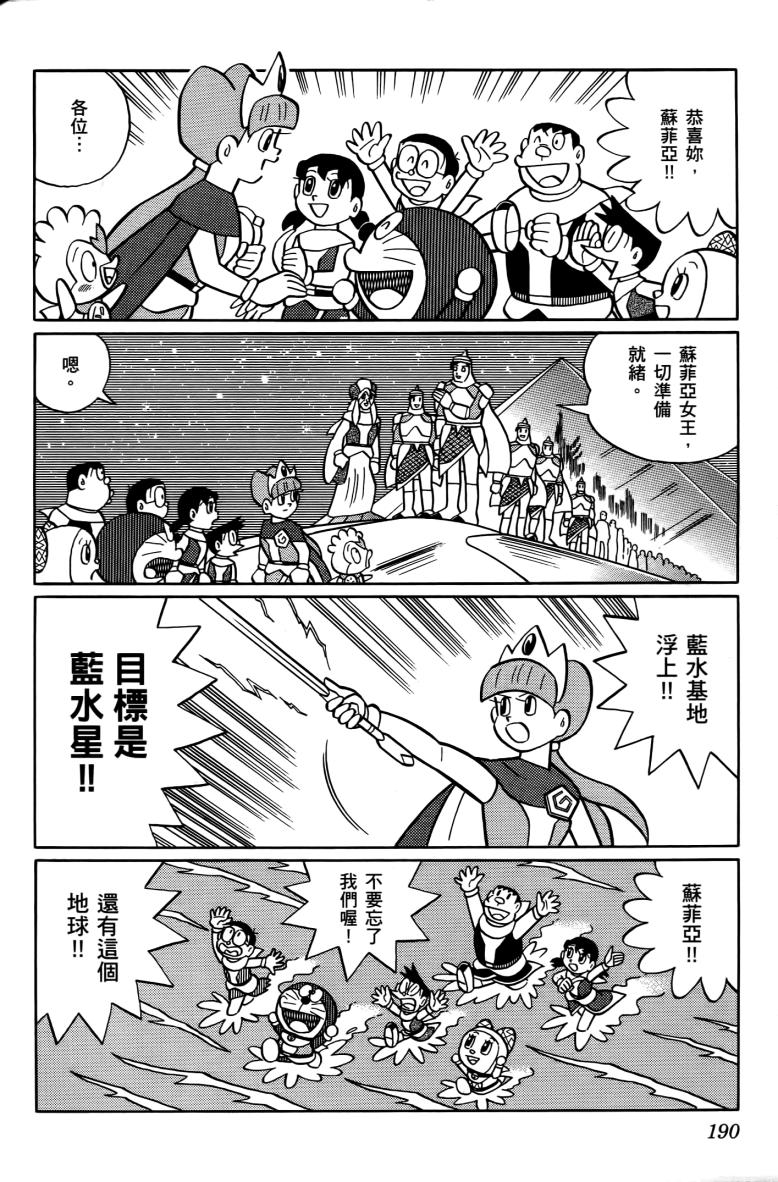 恭喜妳，
蘇菲亞!!
各位…
蘇菲亞女王，
一切準備
就緒。
嗯。
藍水基地
浮上!!
目標是
藍水星!!
蘇菲亞!!
不要忘了
我們喔！
還有這個
地球!!
190